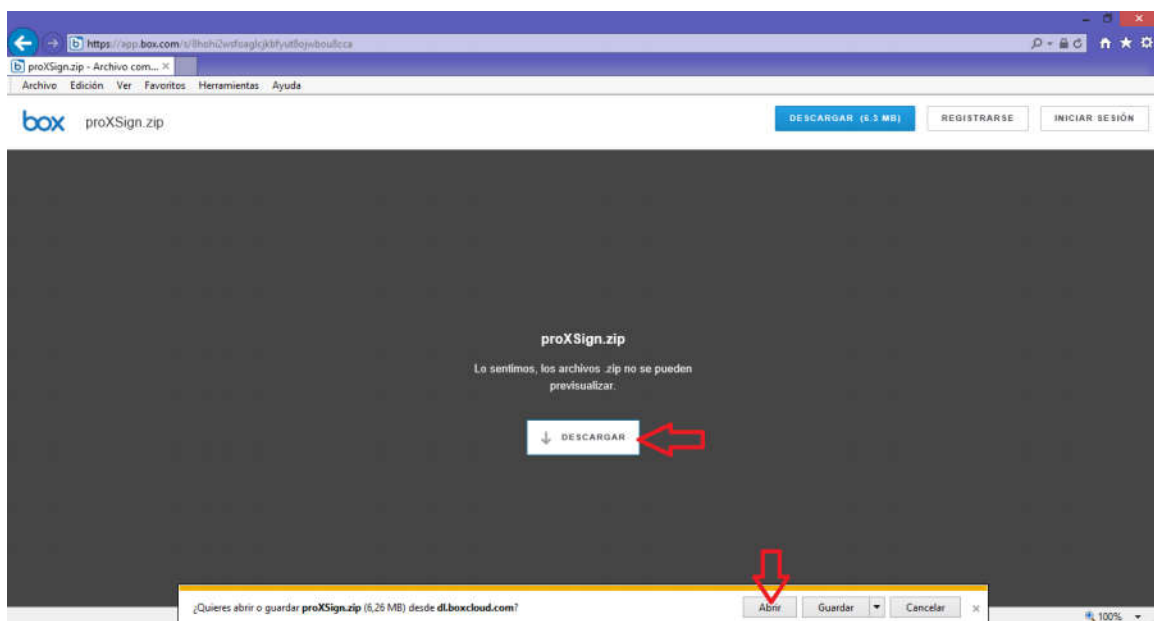 https://app.box.com/s/
proXSign.zip - Archivo com...
Archivo Edición Ver Favoritos Herramientas Ayuda
box proXSign.zip DESCARGAR (6.3 MB) REGISTRARSE INICIAR SESIÓN
proXSign.zip
Lo sentimos, los archivos .zip no se pueden
previsualizar.
DESCARGAR
¿Quieres abrir o guardar proXSign.zip (6,26 MB) desde dl.boxcloud.com? Abrir Guardar Cancelar
100%